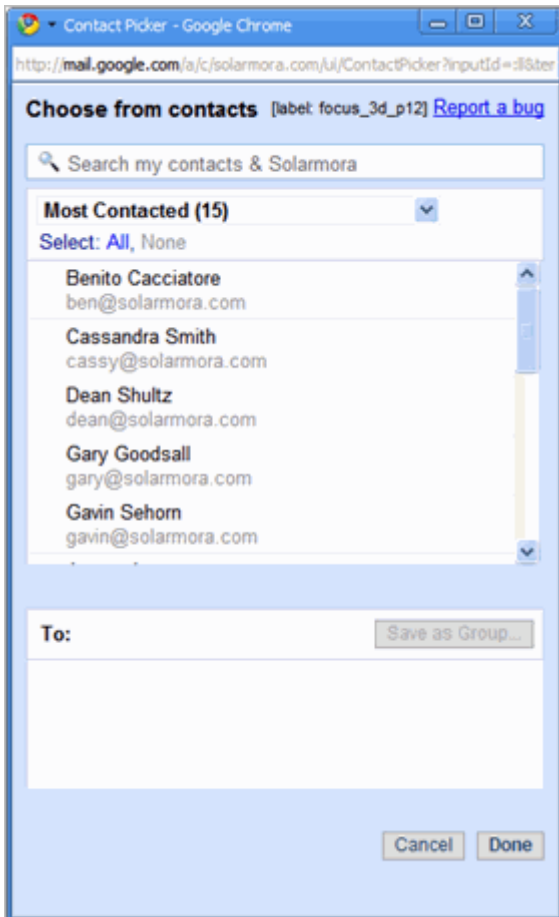 Contact Picker - Google Chrome
http://mail.google.com/a/c/solarmora.com/ui/ContactPicker?inputId=:ll&ter
Choose from contacts [label: focus_3d_p12] Report a bug
Search my contacts & Solarmora
Most Contacted (15)
Select: All, None
Benito Cacciatore
ben@solarmora.com
Cassandra Smith
cassy@solarmora.com
Dean Shultz
dean@solarmora.com
Gary Goodsall
gary@solarmora.com
Gavin Sehorn
gavin@solarmora.com
To: Save as Group...
Cancel Done